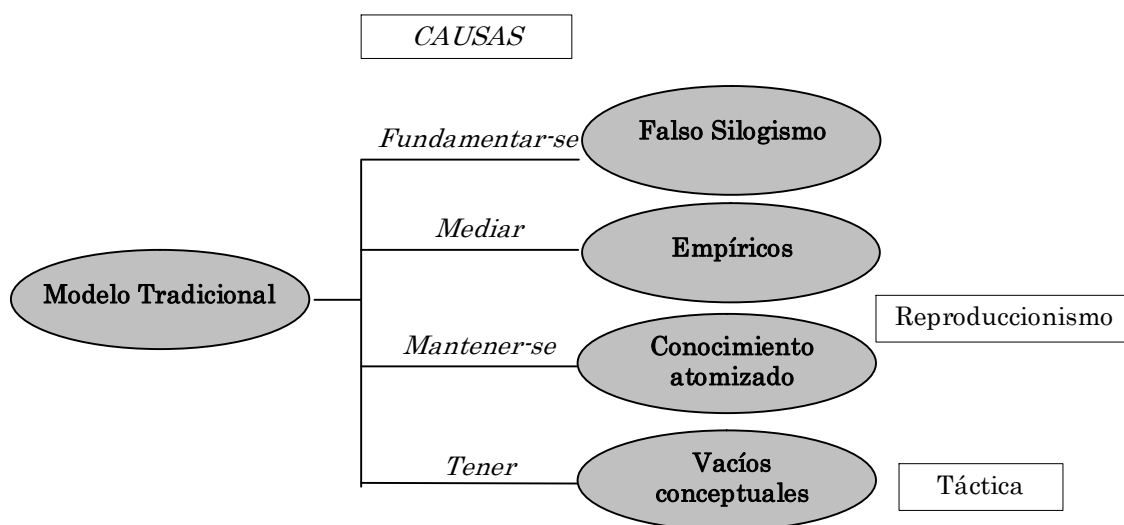 CAUSAS
Fundamentar-se
Falso Silogismo
Mediar
Empíricos
Modelo Tradicional
Reproduccionismo
Mantener-se
Conocimiento
atomizado
Tener
Vacíos
conceptuales
Táctica